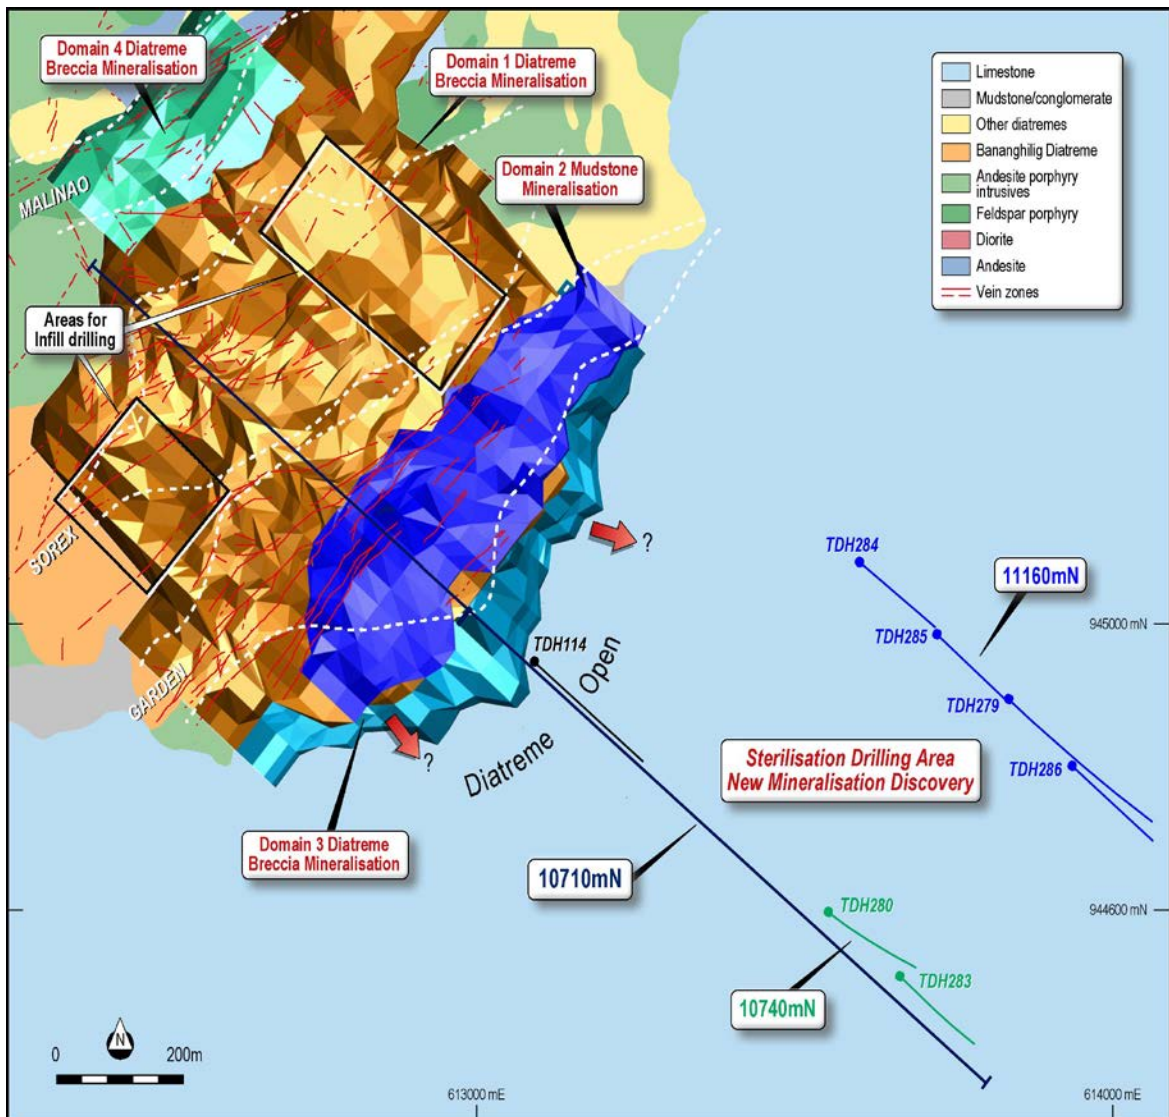 Domain 4 Diatreme
Breccia Mineralisation
Domain 1 Diatreme
Breccia Mineralisation
Domain 2 Mudstone
Mineralisation
Limestone
Mudstone/conglomerate
Other diatremes
Bananghilig Diatreme
Andesite porphyry
intrusives
Feldspar porphyry
Diorite
Andesite
Vein zones
MALINAO
Areas for
Infill drilling
SOREX
GARDEN
?
?
TDH284
11160mN
TDH285
945000 mN
TDH114
Diatreme Open
TDH279
Sterilisation Drilling Area
New Mineralisation Discovery
TDH286
Domain 3 Diatreme
Breccia Mineralisation
10710mN
TDH280
944600 mN
TDH283
10740mN
N
0 200m
613000 mE
614000 mE